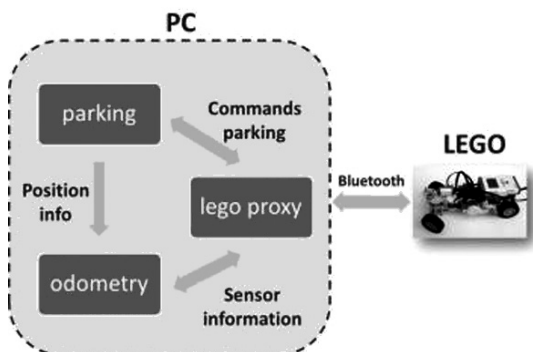 PC
parking
Commands
parking
LEGO
Position
info
lego proxy
Bluetooth
odometry
Sensor
information